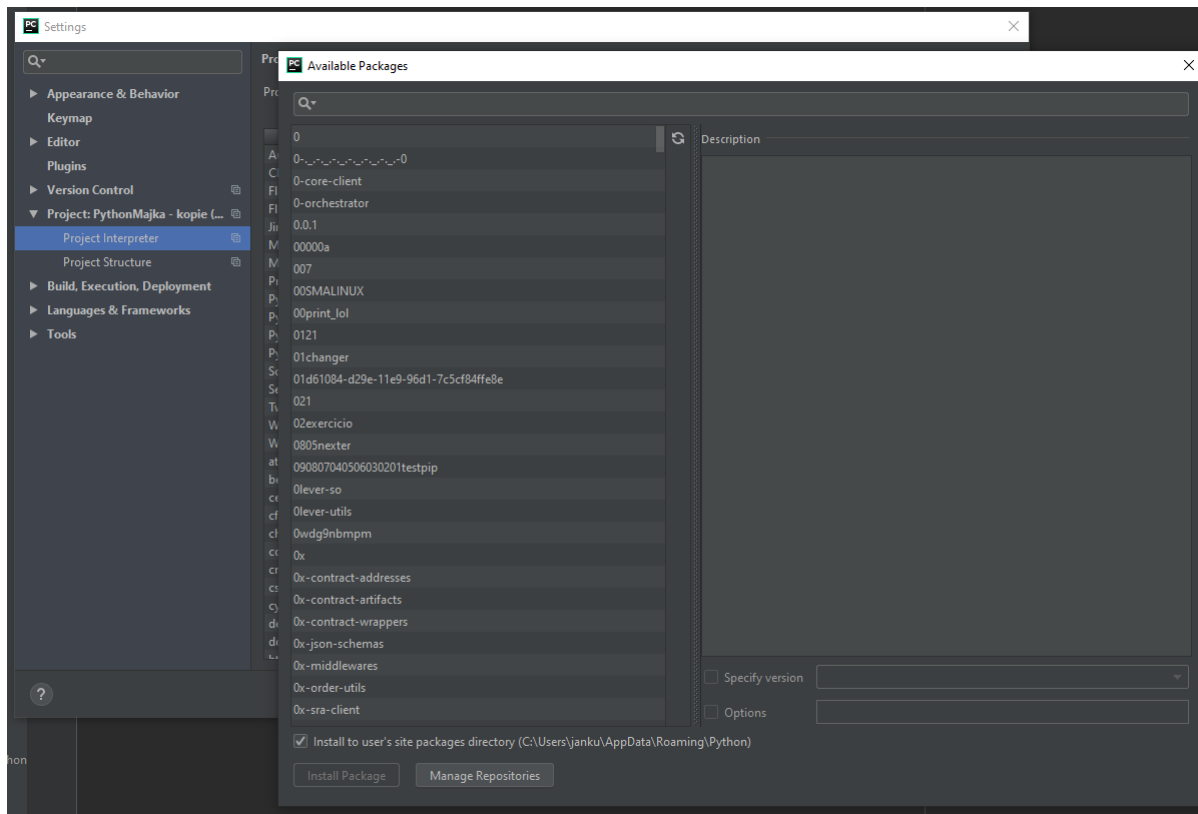 Settings
Appearance & Behavior
Keymap
Editor
Plugins
Version Control
Project: PythonMajka - kopie (...
Project Interpreter
Project Structure
Build, Execution, Deployment
Languages & Frameworks
Tools
?
hon
Pro
Pro
Available Packages
0
0-._.-._.-._.-._.-._.-._.-0
0-core-client
0-orchestrator
0.0.1
00000a
007
00SMALINUX
00print_lol
0121
01changer
01d61084-d29e-11e9-96d1-7c5cf84ffe8e
021
02exercicio
0805nexter
090807040506030201testpip
0lever-so
0lever-utils
0wdg9nbmpm
0x
0x-contract-addresses
0x-contract-artifacts
0x-contract-wrappers
0x-json-schemas
0x-middlewares
0x-order-utils
0x-sra-client
Description
Specify version
Options
Install to user's site packages directory (C:\Users\janku\AppData\Roaming\Python)
Install Package
Manage Repositories